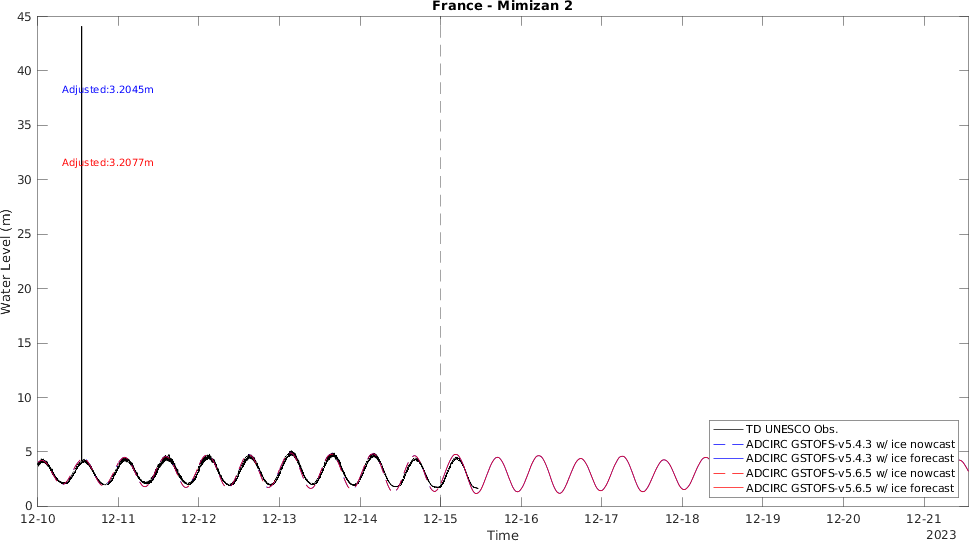 France - Mimizan 2
45
40
35
30
25
20
15
10
5
0
Water Level (m)
Adjusted:3.2045m
Adjusted:3.2077m
TD UNESCO Obs.
ADCIRC GSTOFS-v5.4.3 w/ ice nowcast
ADCIRC GSTOFS-v5.4.3 w/ ice forecast
ADCIRC GSTOFS-v5.6.5 w/ ice nowcast
ADCIRC GSTOFS-v5.6.5 w/ ice forecast
12-10 12-11 12-12 12-13 12-14 12-15 12-16 12-17 12-18 12-19 12-20 12-21
Time
2023